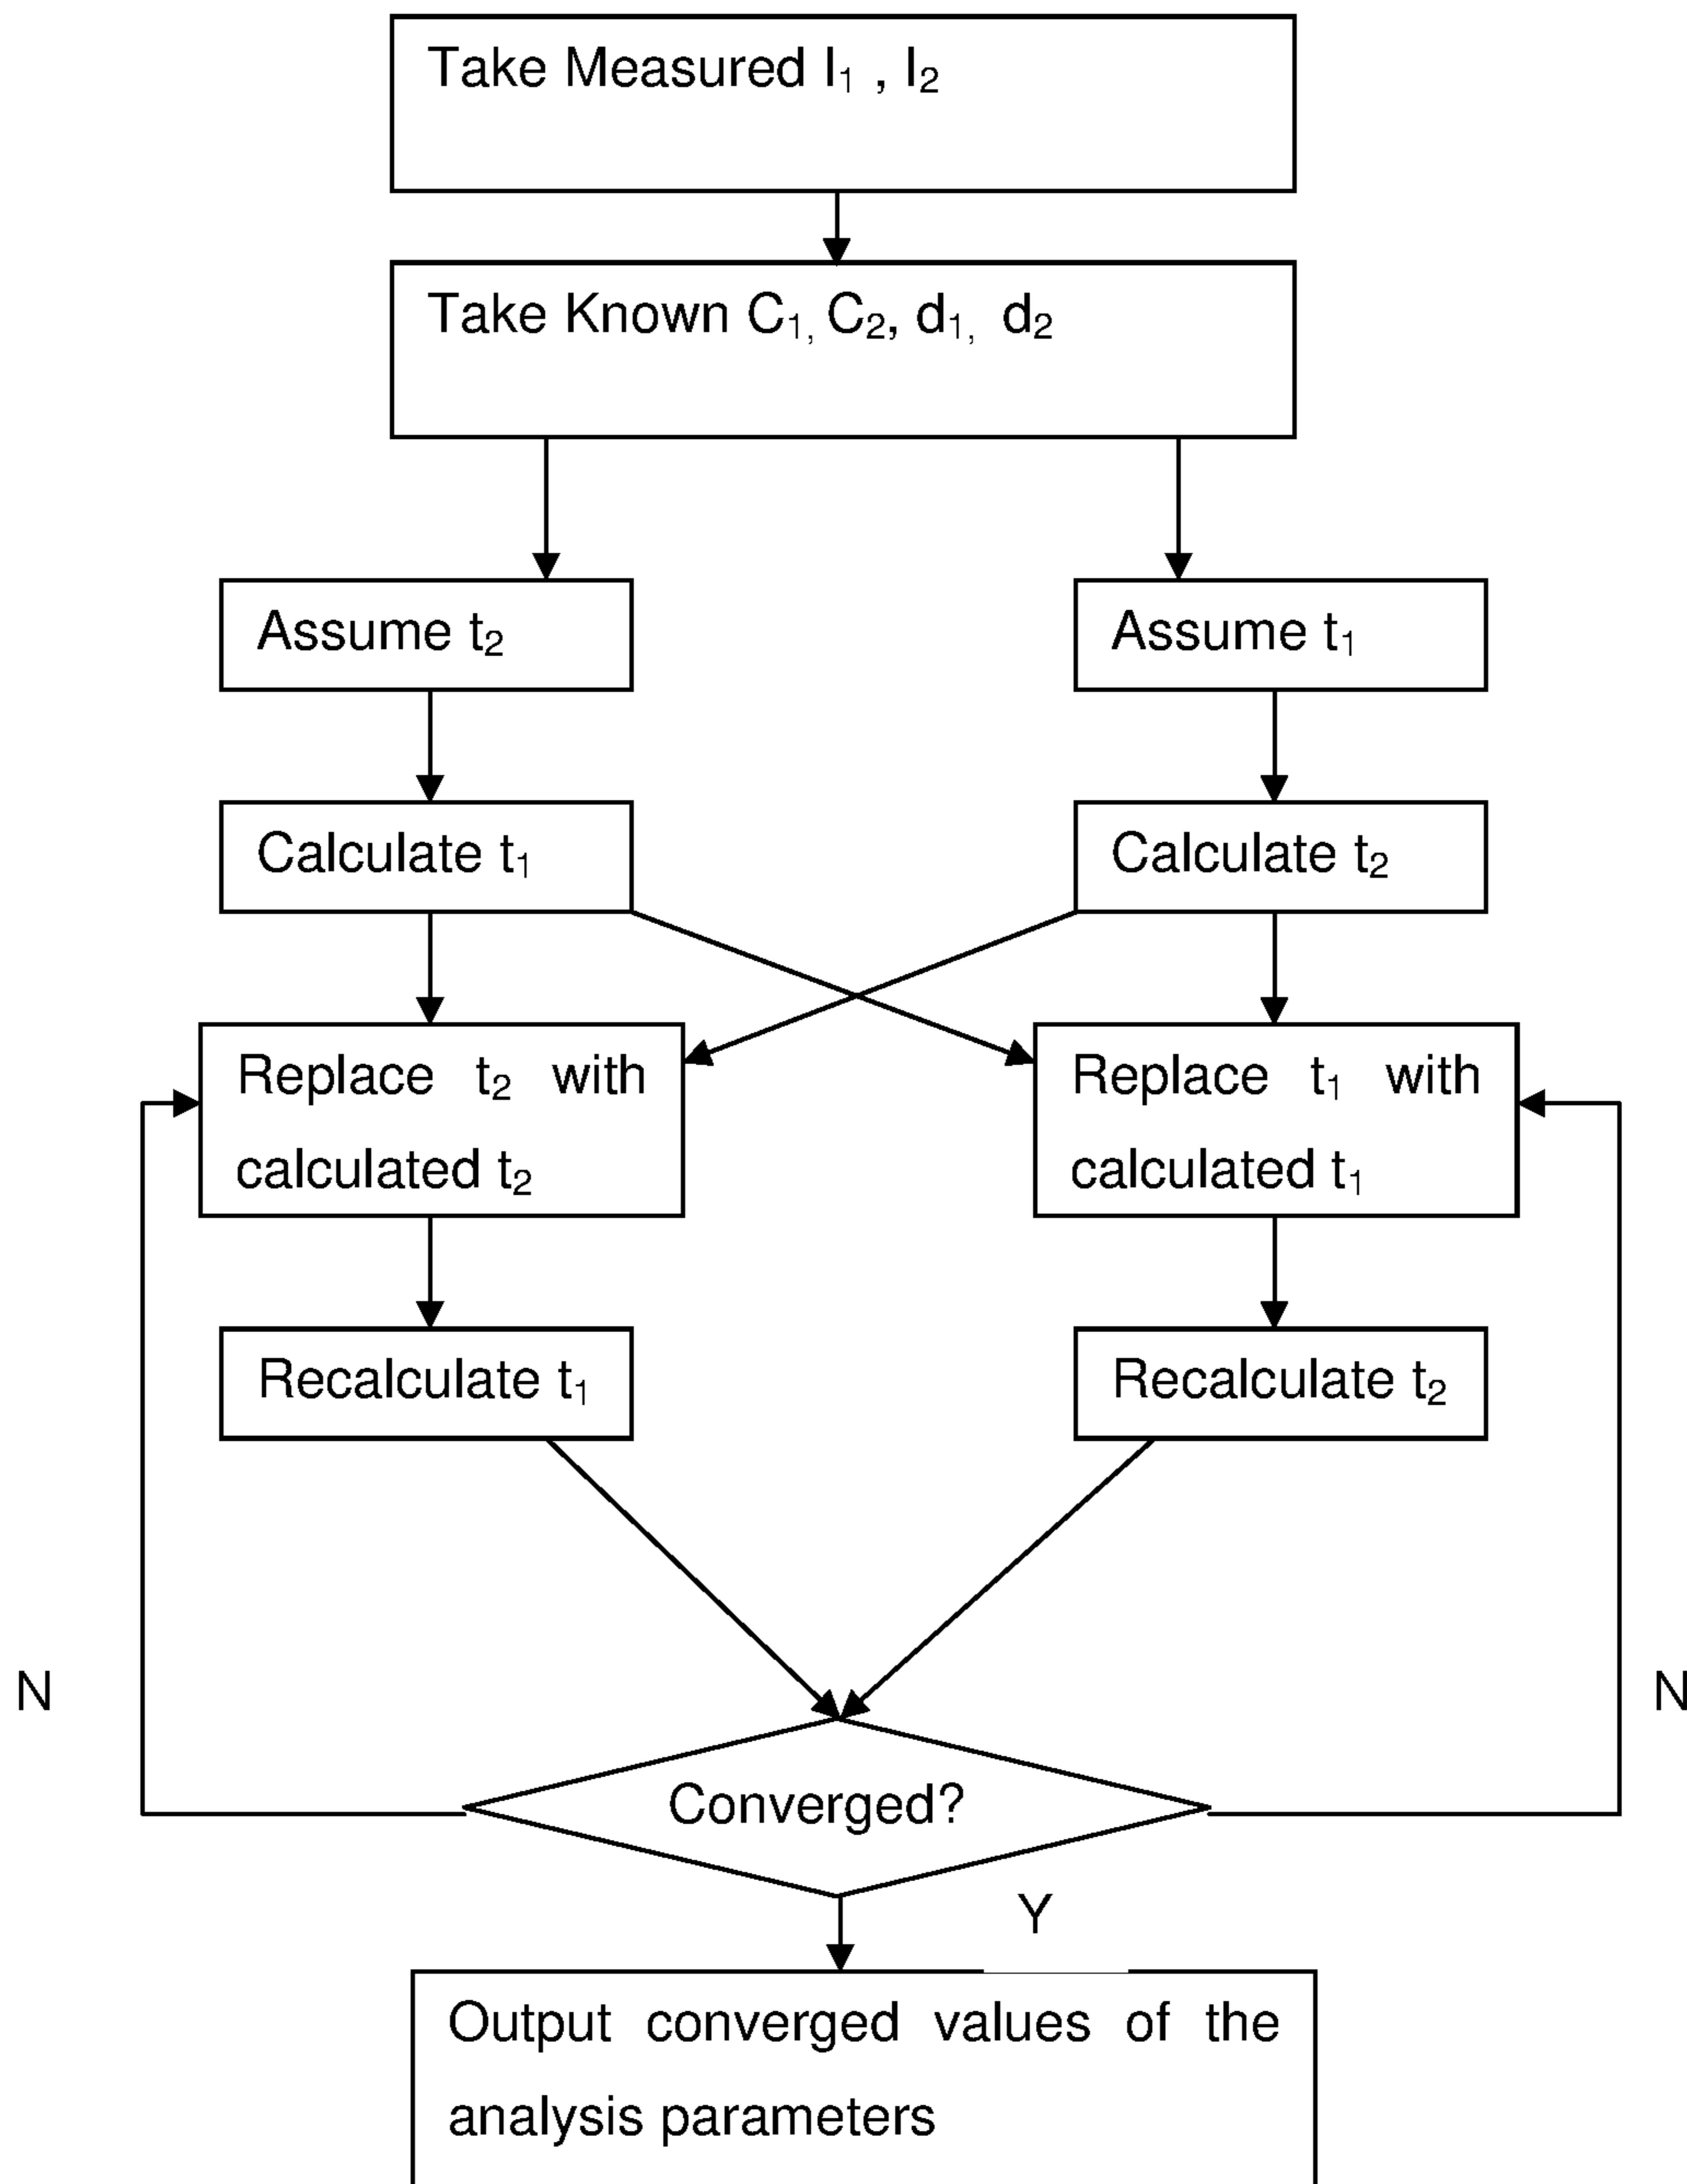 Take Measured I₁ , I₂
Take Known C₁, C₂, d₁, d₂
Assume t₂
Assume t₁
Calculate t₁
Calculate t₂
Replace t₂ with
calculated t₂
Replace t₁ with
calculated t₁
Recalculate t₁
Recalculate t₂
N
N
Converged?
Y
Output converged values of the
analysis parameters